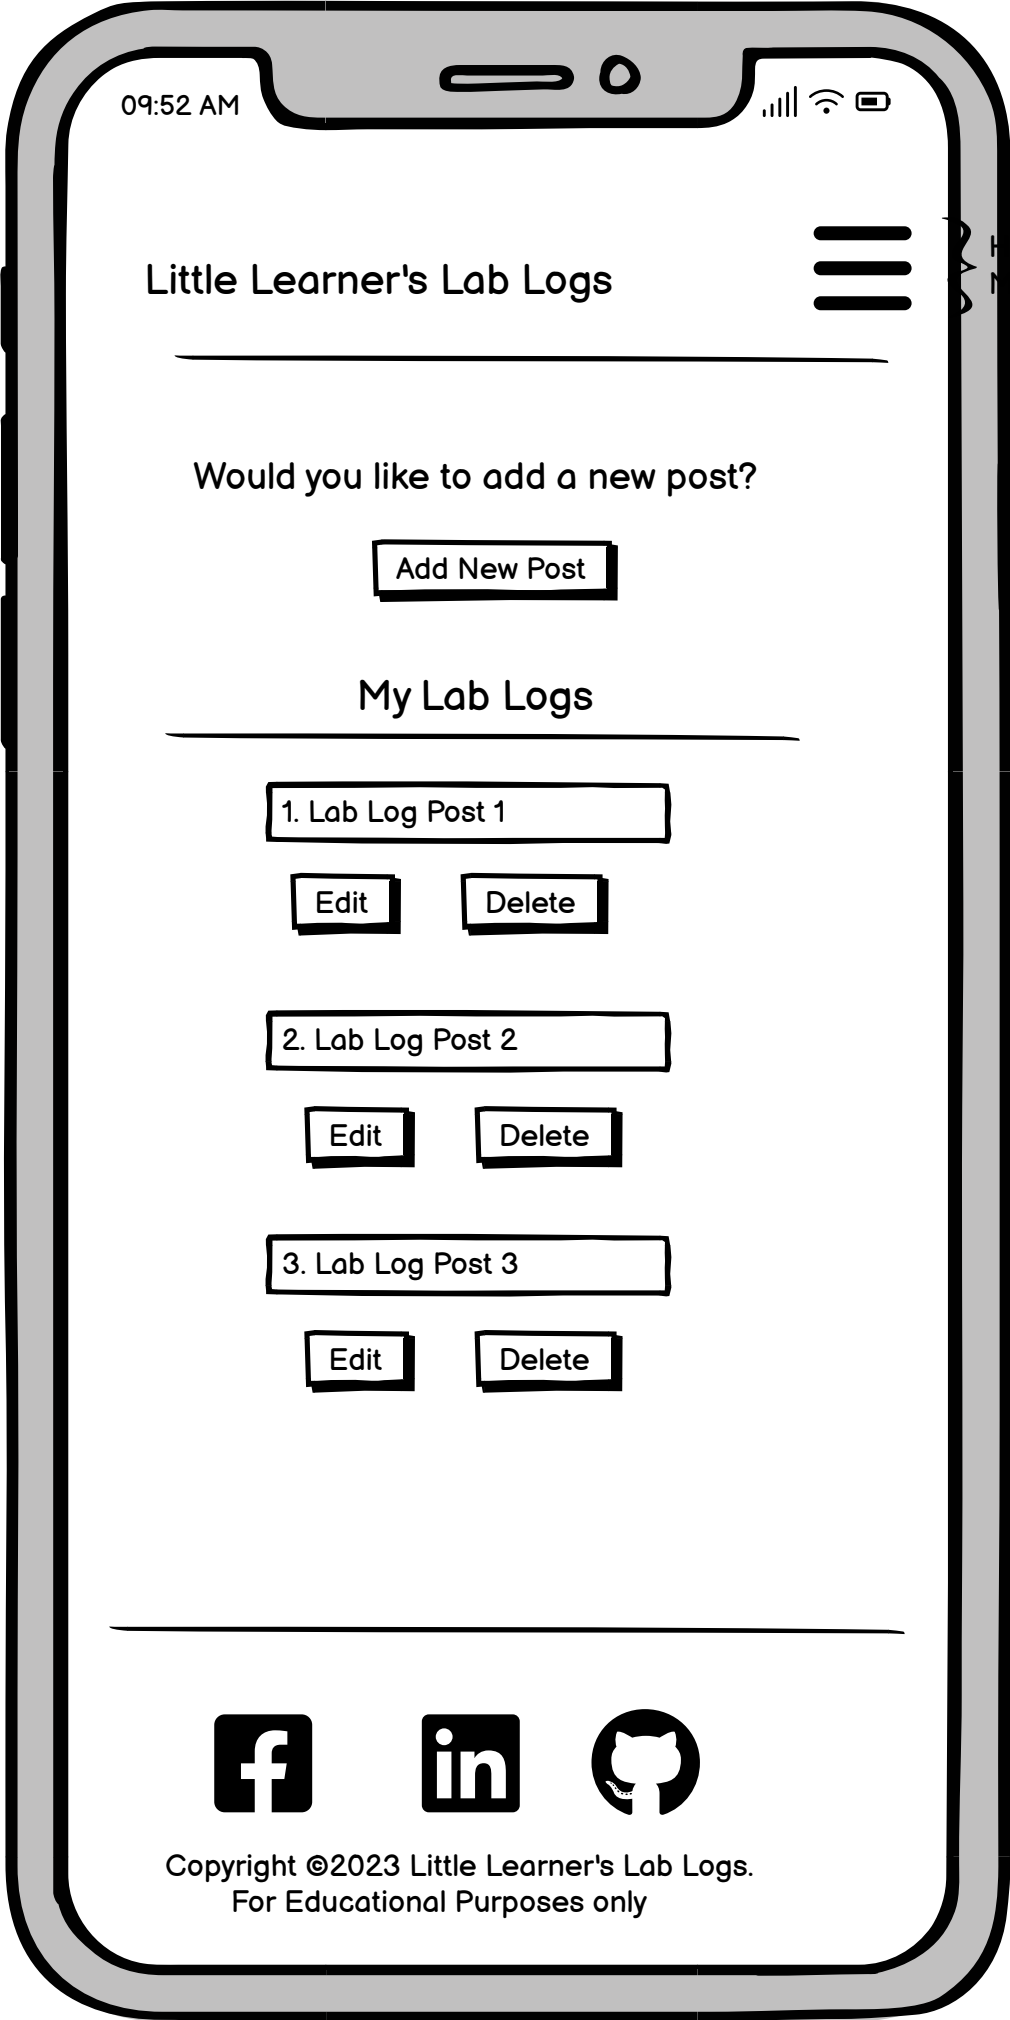 09:52 AM
Little Learner's Lab Logs
Would you like to add a new post?
Add New Post
My Lab Logs
1. Lab Log Post 1
Edit Delete
2. Lab Log Post 2
Edit Delete
3. Lab Log Post 3
Edit Delete
Copyright ©2023 Little Learner's Lab Logs.
For Educational Purposes only